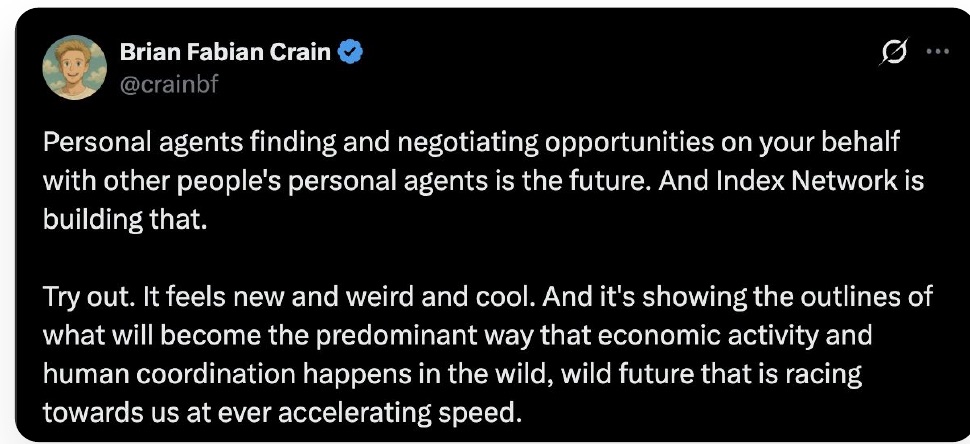 Brian Fabian Crain
@crainbf
Personal agents finding and negotiating opportunities on your behalf
with other people's personal agents is the future. And Index Network is
building that.
Try out. It feels new and weird and cool. And it's showing the outlines of
what will become the predominant way that economic activity and
human coordination happens in the wild, wild future that is racing
towards us at ever accelerating speed.